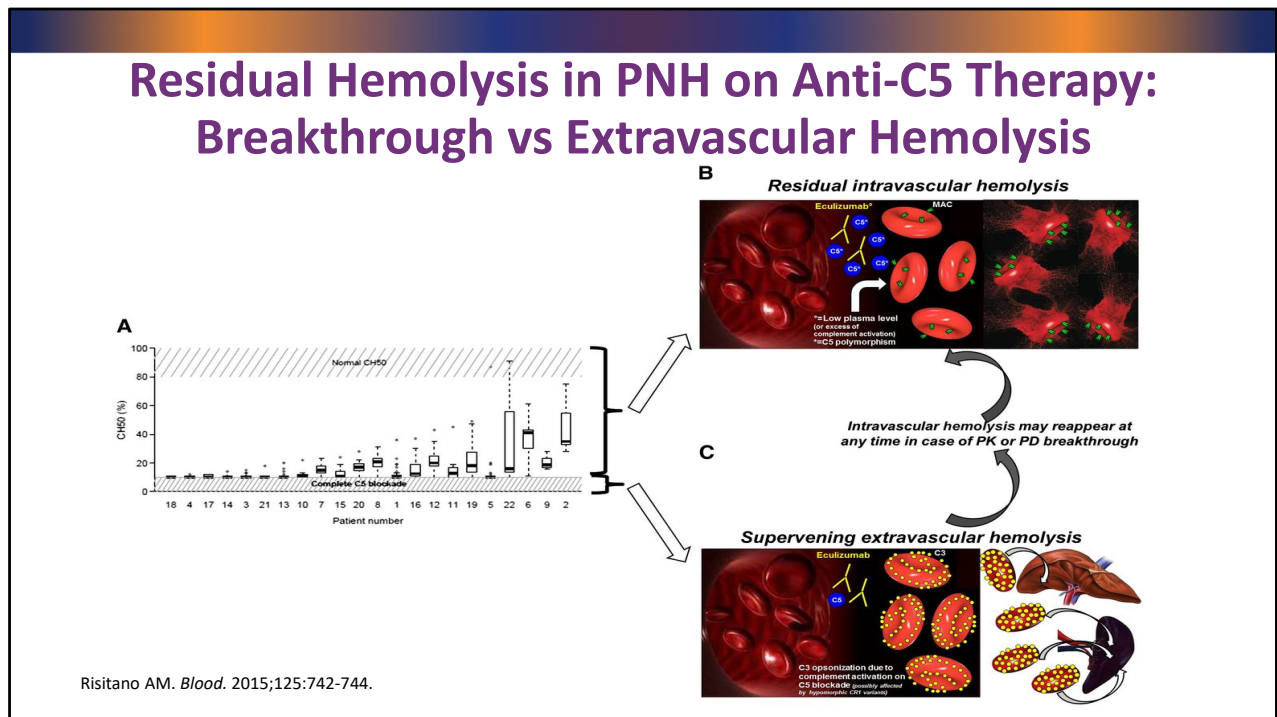 Residual Hemolysis in PNH on Anti-C5 Therapy:
Breakthrough vs Extravascular Hemolysis
A
100
80
60
40
20
0
CH50 (%)
Normal CH50
Complete C5 blockade
18 4 17 14 3 21 13 10 7 15 20 8 1 16 12 11 19 5 22 6 9 2
Patient number
B
Residual intravascular hemolysis
Eculizumab°
MAC
C5*
C5*
C5*
C5*
C5*
°=Low plasma level
(or excess of
complement activation)
*=C5 polymorphism
Intravascular hemolysis may reappear at
any time in case of PK or PD breakthrough
C
Supervening extravascular hemolysis
Eculizumab
C3
C5
C3 opsonization due to
complement activation on
C5 blockade (possibly affected
by hypomorphic CR1 variants)
Risitano AM. Blood. 2015;125:742-744.